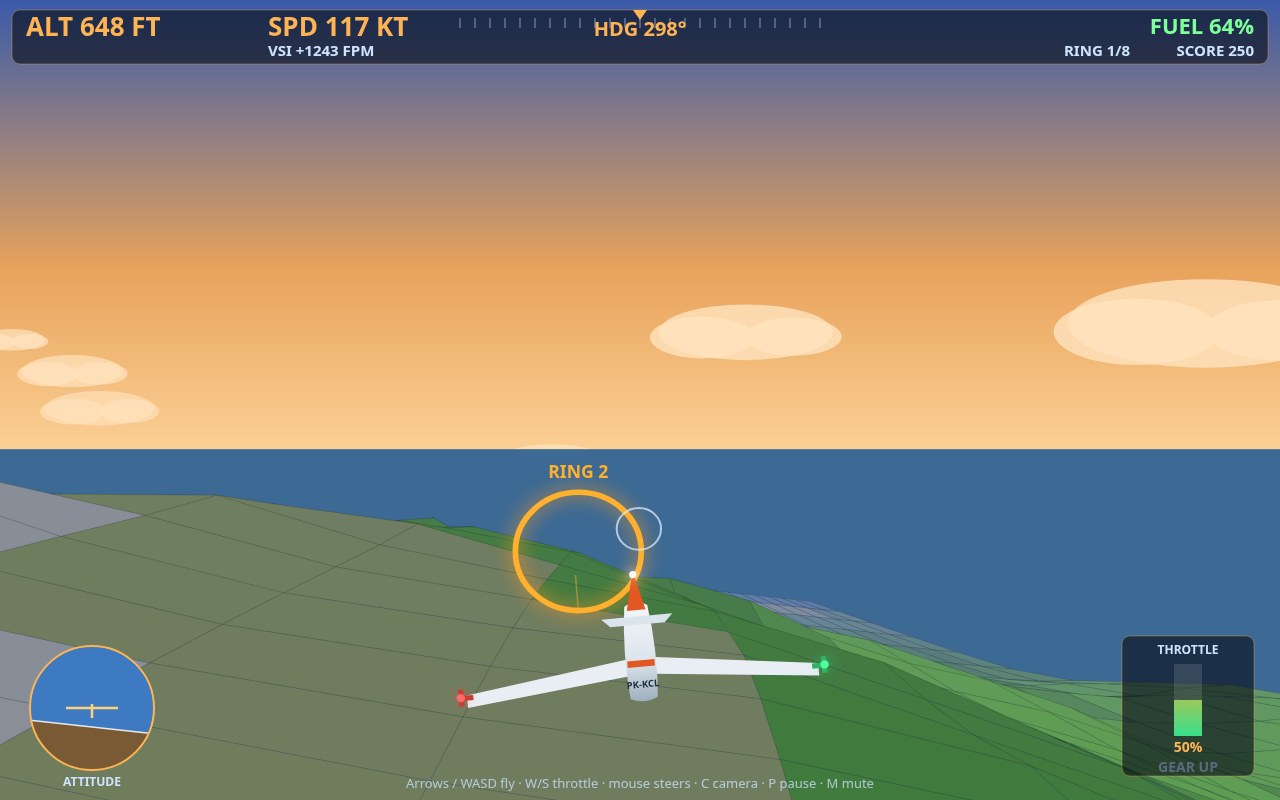 ALT 648 FT
SPD 117 KT
VSI +1243 FPM
HDG 298°
FUEL 64%
RING 1/8
SCORE 250
RING 2
PK-KCL
THROTTLE
50%
GEAR UP
ATTITUDE
Arrows / WASD fly · W/S throttle · mouse steers · C camera · P pause · M mute